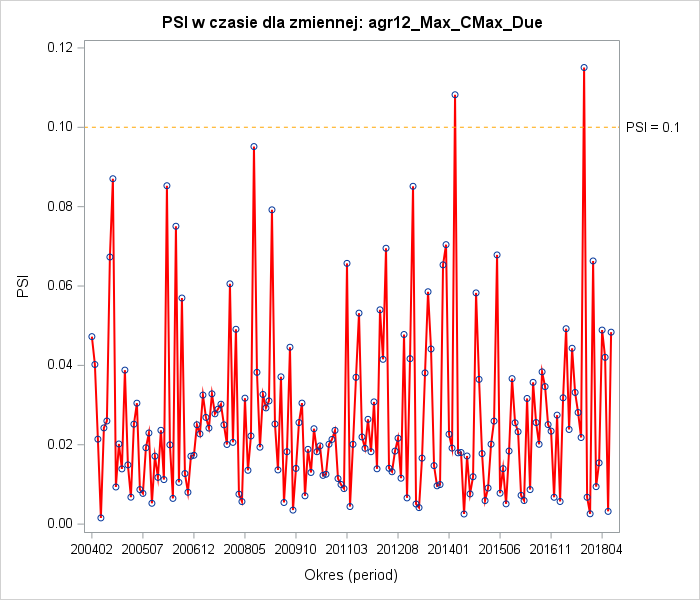 PSI w czasie dla zmiennej: agr12_Max_CMax_Due
0.12
0.10
0.08
0.06
0.04
0.02
0.00
PSI
PSI = 0.1
200402 200507 200612 200805 200910 201103 201208 201401 201506 201611 201804
Okres (period)